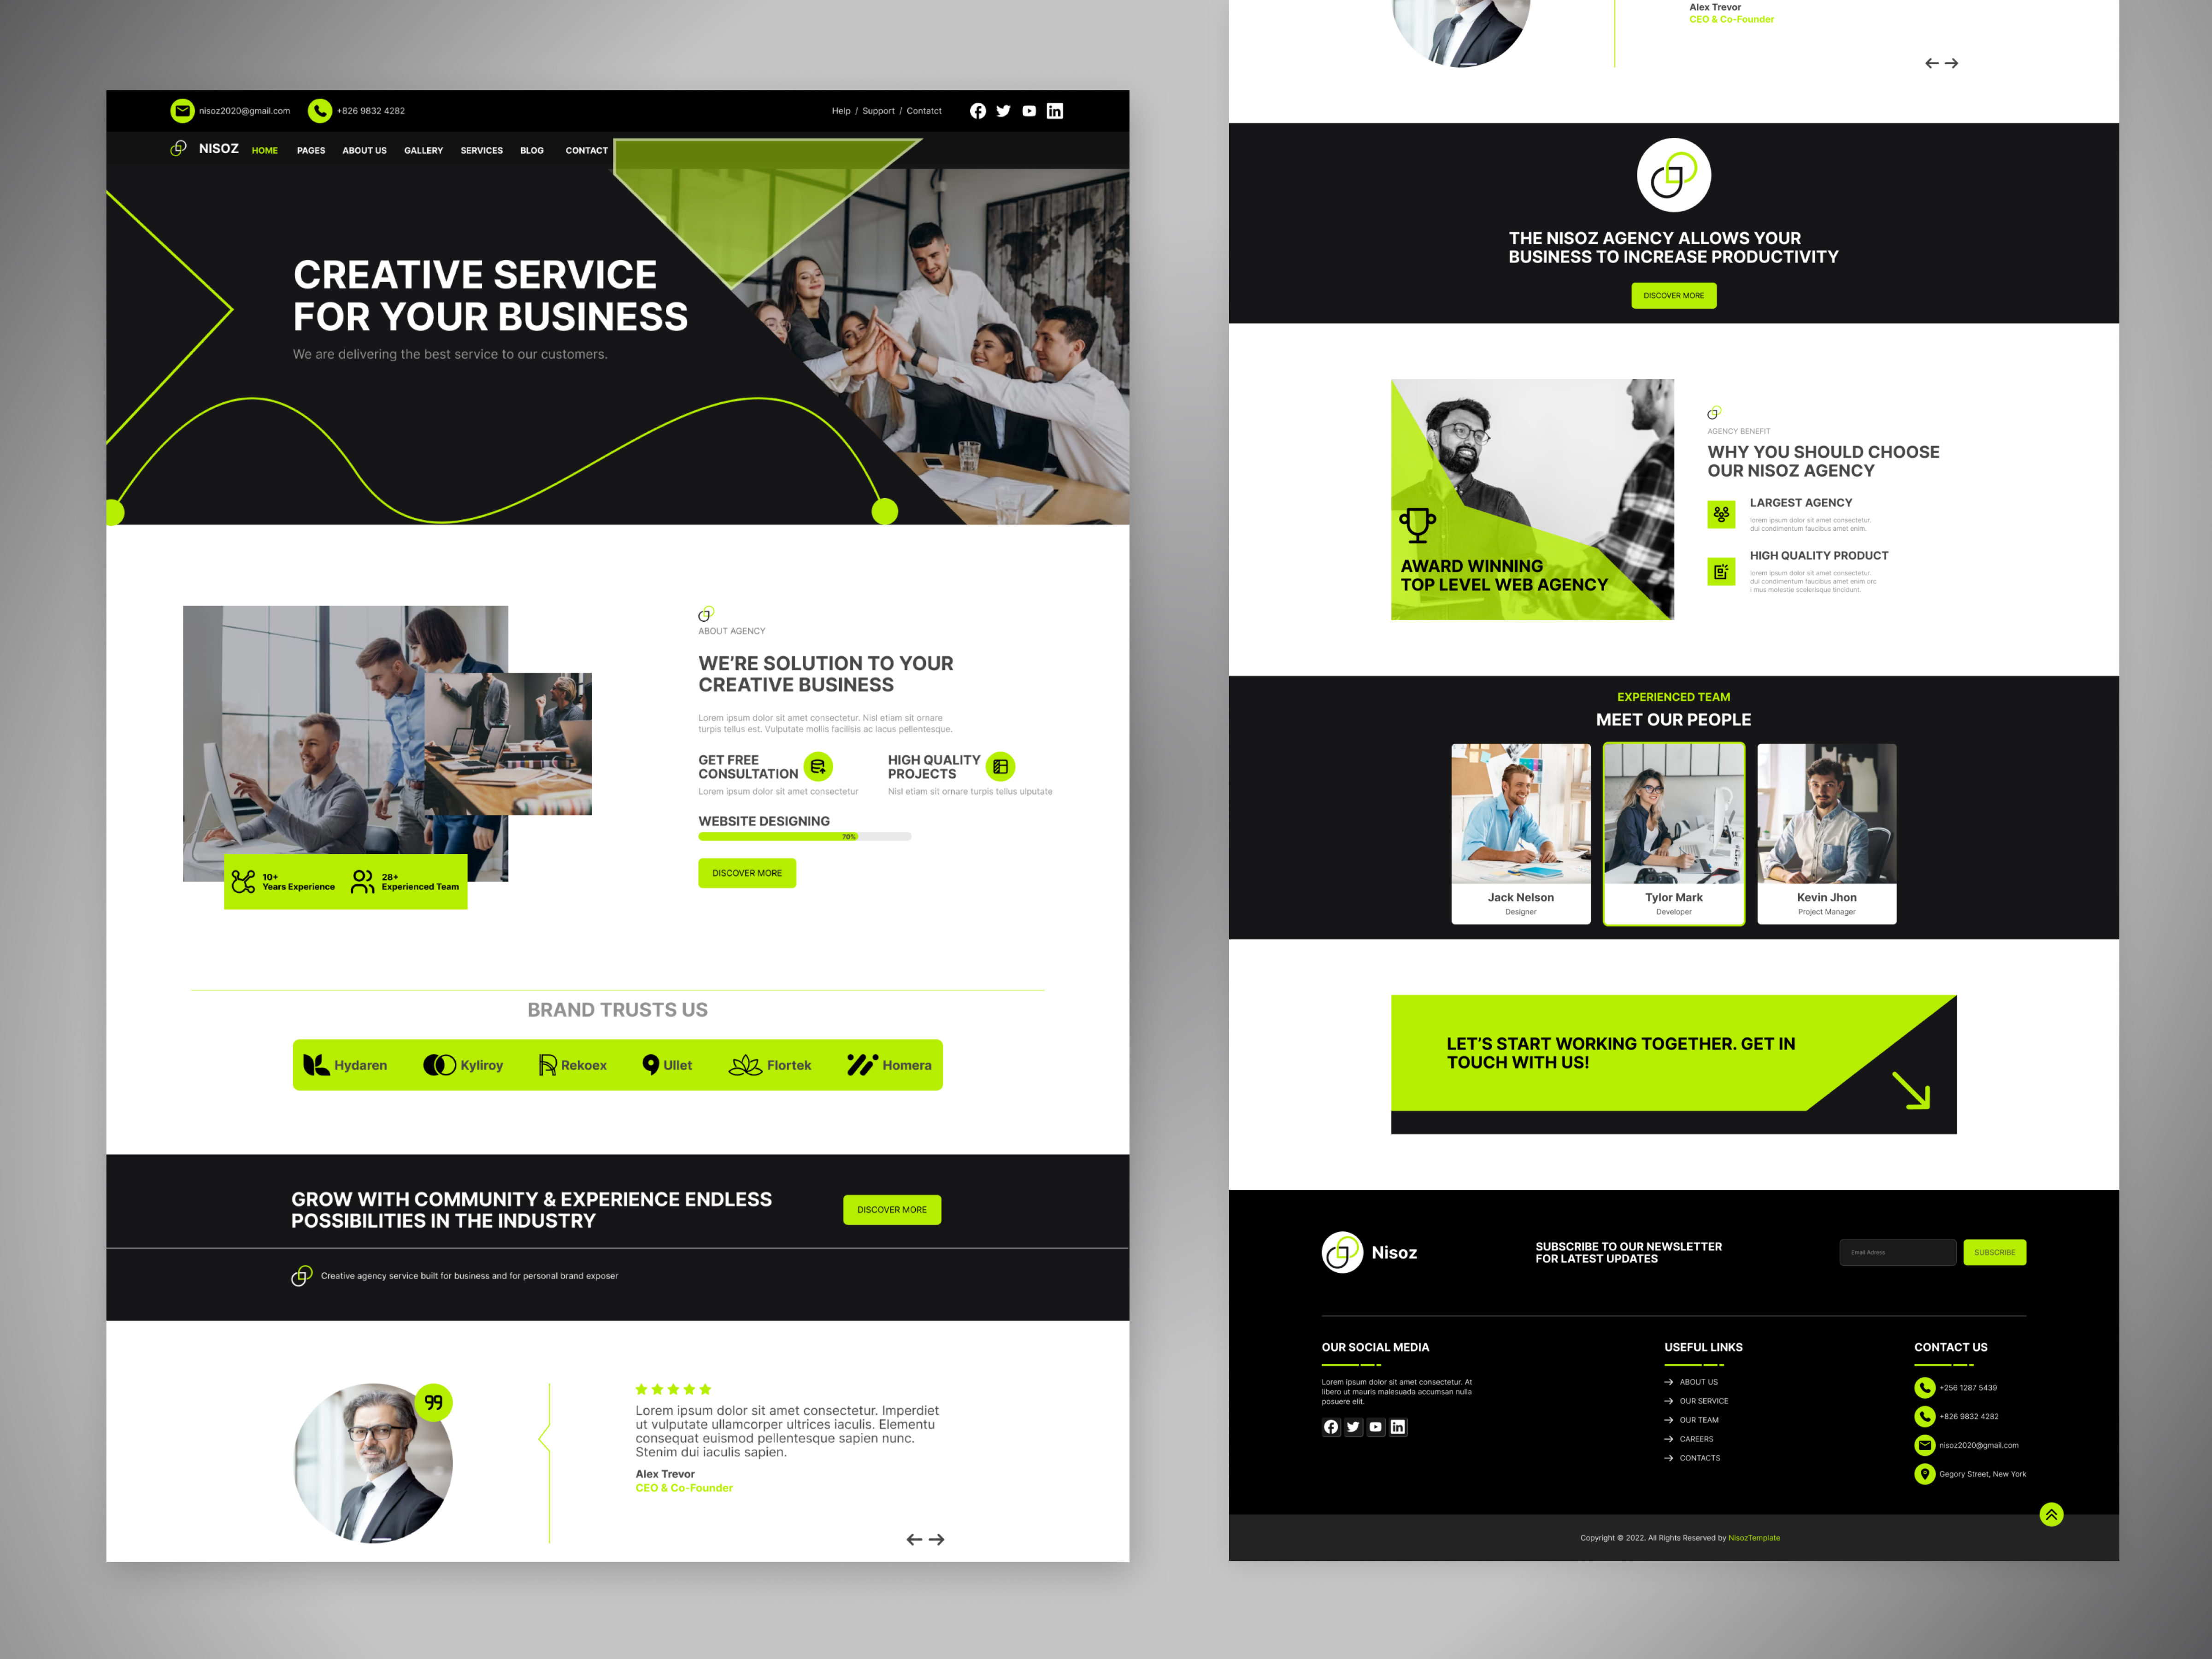 nisoz2020@gmail.com
+826 9832 4282
Help / Support / Contatct
NISOZ
HOME
PAGES
ABOUT US
GALLERY
SERVICES
BLOG
CONTACT
CREATIVE SERVICE
FOR YOUR BUSINESS
We are delivering the best service to our customers.
ABOUT AGENCY
WE'RE SOLUTION TO YOUR
CREATIVE BUSINESS
Lorem ipsum dolor sit amet consectetur. Nisl etiam sit ornare
turpis tellus est. Vulputate mollis facilisis ac lacus pellentesque.
GET FREE
CONSULTATION
Lorem ipsum dolor sit amet consectetur
HIGH QUALITY
PROJECTS
Nisl etiam sit ornare turpis tellus ulputate
WEBSITE DESIGNING
70%
DISCOVER MORE
10+
Years Experience
28+
Experienced Team
BRAND TRUSTS US
Hydaren
Kyliroy
Rekoex
Ullet
Flortek
Homera
GROW WITH COMMUNITY & EXPERIENCE ENDLESS
POSSIBILITIES IN THE INDUSTRY
DISCOVER MORE
Creative agency service built for business and for personal brand exposer
Lorem ipsum dolor sit amet consectetur. Imperdiet
ut vulputate ullamcorper ultrices iaculis. Elementu
consequat euismod pellentesque sapien nunc.
Stenim dui iaculis sapien.
Alex Trevor
CEO & Co-Founder
Alex Trevor
CEO & Co-Founder
THE NISOZ AGENCY ALLOWS YOUR
BUSINESS TO INCREASE PRODUCTIVITY
DISCOVER MORE
AWARD WINNING
TOP LEVEL WEB AGENCY
AGENCY BENEFIT
WHY YOU SHOULD CHOOSE
OUR NISOZ AGENCY
LARGEST AGENCY
lorem ipsum dolor sit amet consectetur.
dui condimentum faucibus amet enim.
HIGH QUALITY PRODUCT
lorem ipsum dolor sit amet consectetur.
dui condimentum faucibus amet enim orc
i mus molestie scelerisque tincidunt.
EXPERIENCED TEAM
MEET OUR PEOPLE
Jack Nelson
Designer
Tylor Mark
Developer
Kevin Jhon
Project Manager
LET'S START WORKING TOGETHER. GET IN
TOUCH WITH US!
Nisoz
SUBSCRIBE TO OUR NEWSLETTER
FOR LATEST UPDATES
Email Adress
SUBSCRIBE
OUR SOCIAL MEDIA
Lorem ipsum dolor sit amet consectetur. At
libero ut mauris malesuada accumsan nulla
posuere elit.
USEFUL LINKS
ABOUT US
OUR SERVICE
OUR TEAM
CAREERS
CONTACTS
CONTACT US
+256 1287 5439
+826 9832 4282
nisoz2020@gmail.com
Gegory Street, New York
Copyright © 2022. All Rights Reserved by NisozTemplate